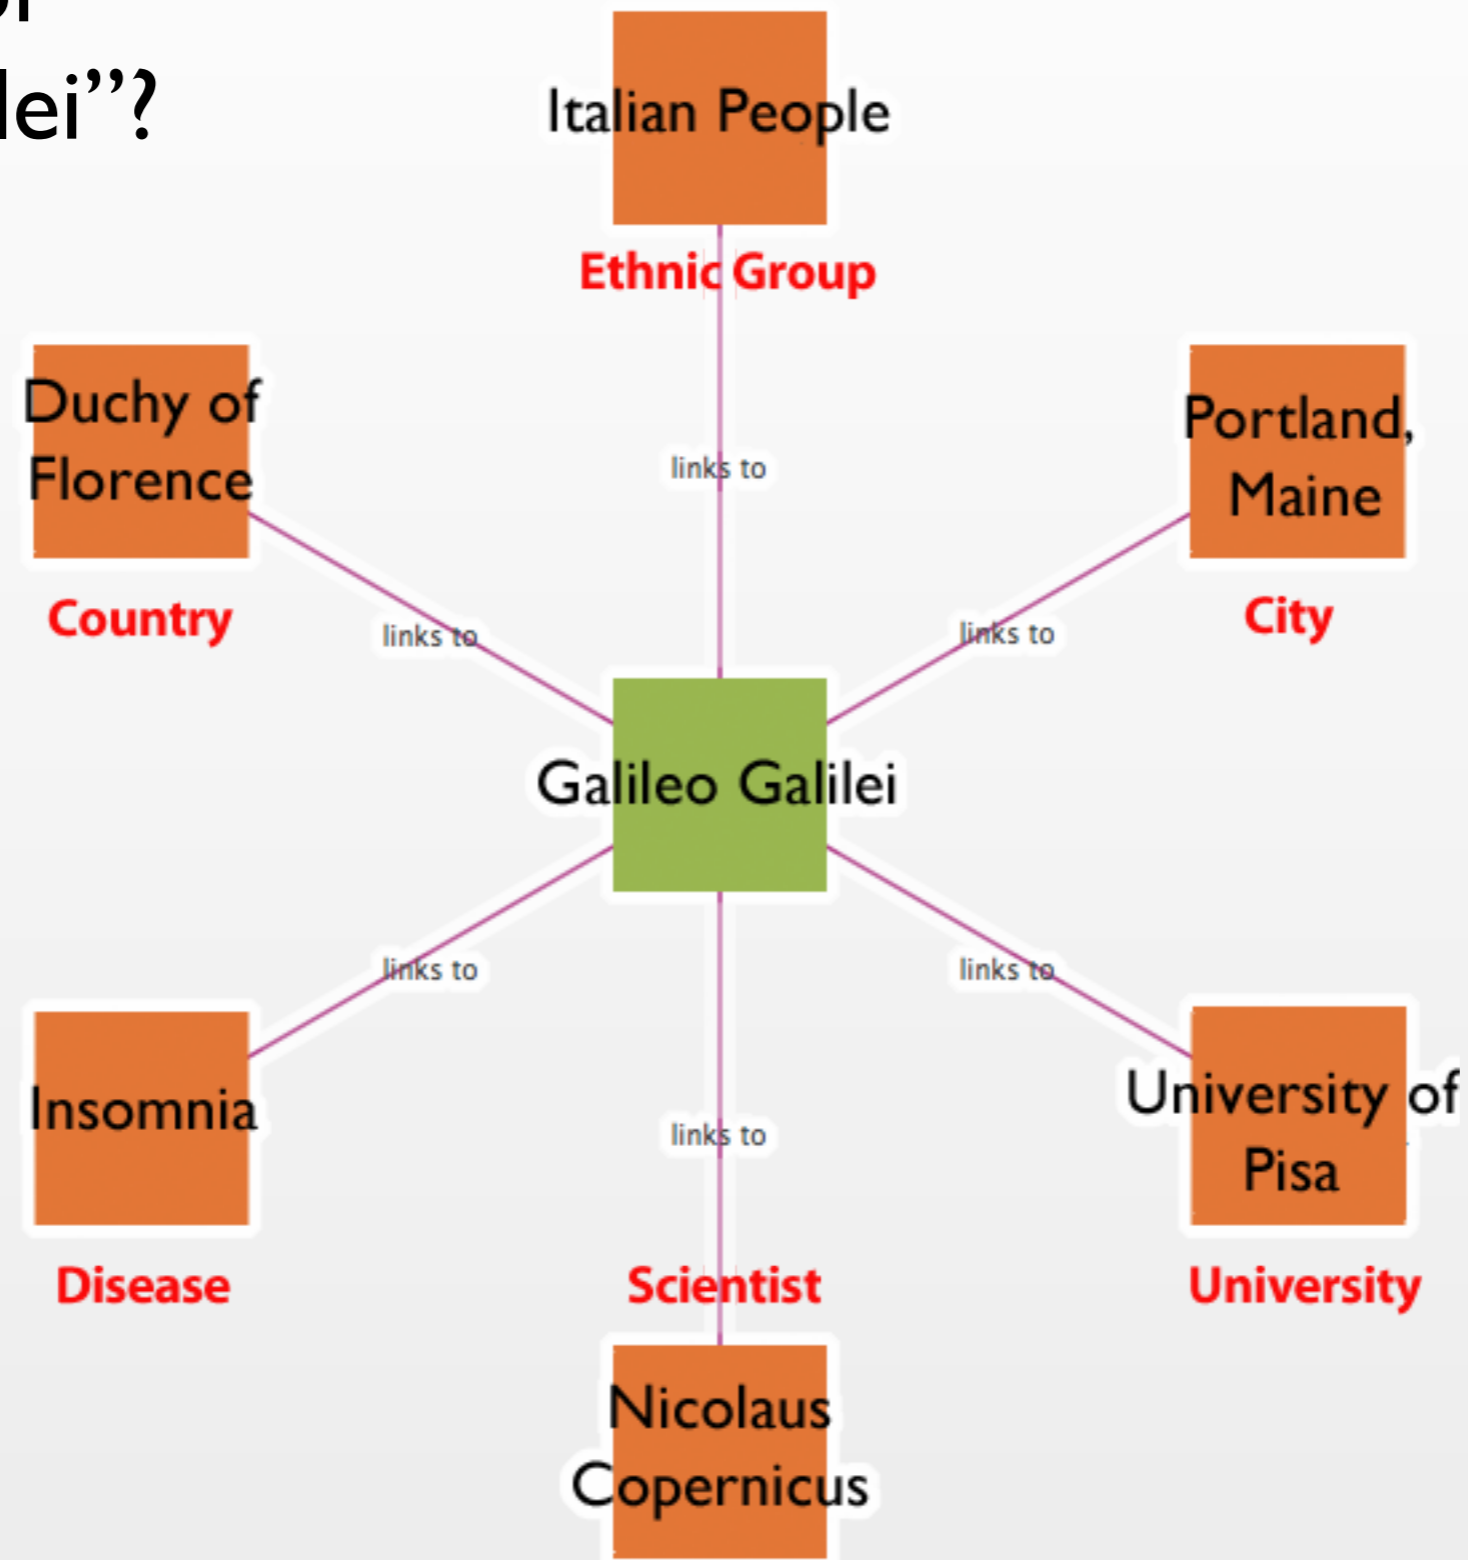 lei”?
Italian People
Ethnic Group
Duchy of
Florence
Country
Portland,
Maine
City
links to
links to
links to
Galileo Galilei
links to
links to
links to
Insomnia
Disease
University of
Pisa
University
Scientist
Nicolaus
Copernicus